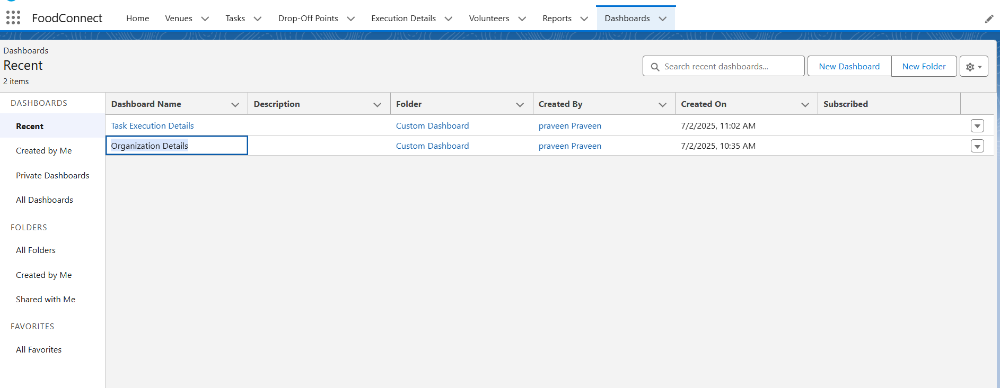 FoodConnect Home Venues Tasks Drop-Off Points Execution Details Volunteers Reports Dashboards
Dashboards
Recent
2 items
Search recent dashboards...
New Dashboard
New Folder
DASHBOARDS
Recent
Created by Me
Private Dashboards
All Dashboards
FOLDERS
All Folders
Created by Me
Shared with Me
FAVORITES
All Favorites
Dashboard Name Description Folder Created By Created On Subscribed
Task Execution Details Custom Dashboard praveen Praveen 7/2/2025, 11:02 AM
Organization Details Custom Dashboard praveen Praveen 7/2/2025, 10:35 AM